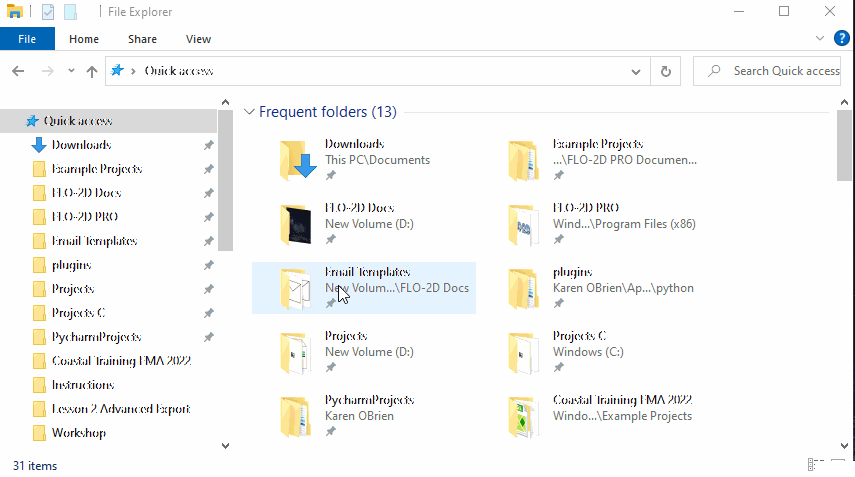 File Explorer
File Home Share View
Quick access
Search Quick access
Quick access
Downloads
Example Projects
FLO-2D Docs
FLO-2D PRO
Email Templates
plugins
Projects
Projects C
PycharmProjects
Coastal Training FMA 2022
Instructions
Lesson 2 Advanced Export
Workshop
Frequent folders (13)
Downloads
This PC\Documents
Example Projects
...\FLO-2D PRO Documen...
FLO-2D Docs
New Volume (D:)
FLO-2D PRO
Wind...\Program Files (x86)
Email Templates
New Volum...\FLO-2D Docs
plugins
Karen OBrien\Ap...\python
Projects
New Volume (D:)
Projects C
Windows (C:)
PycharmProjects
Karen OBrien
Coastal Training FMA 2022
Windo...\Example Projects
31 items